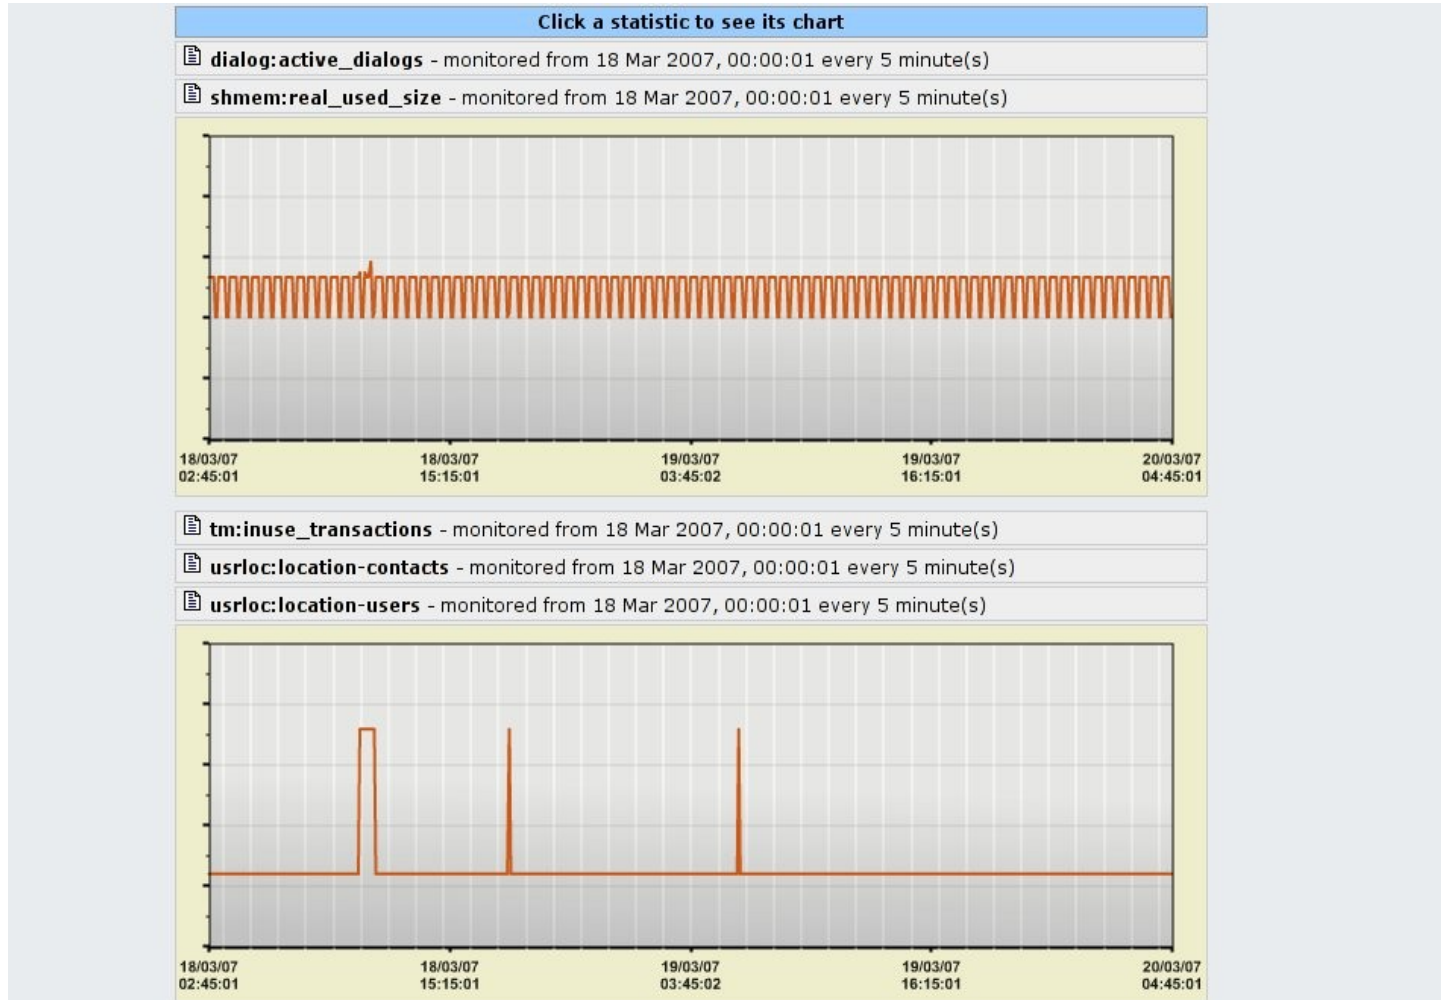 Click a statistic to see its chart
dialog:active_dialogs - monitored from 18 Mar 2007, 00:00:01 every 5 minute(s)
shmem:real_used_size - monitored from 18 Mar 2007, 00:00:01 every 5 minute(s)
18/03/07 18/03/07 19/03/07 19/03/07 20/03/07
02:45:01 15:15:01 03:45:02 16:15:01 04:45:01
tm:inuse_transactions - monitored from 18 Mar 2007, 00:00:01 every 5 minute(s)
usrloc:location-contacts - monitored from 18 Mar 2007, 00:00:01 every 5 minute(s)
usrloc:location-users - monitored from 18 Mar 2007, 00:00:01 every 5 minute(s)
18/03/07 18/03/07 19/03/07 19/03/07 20/03/07
02:45:01 15:15:01 03:45:02 16:15:01 04:45:01